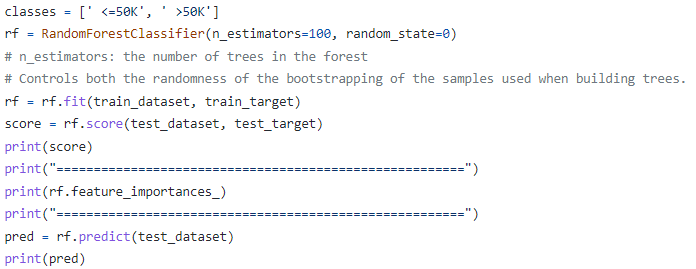 classes = [' <=50K', ' >50K']
rf = RandomForestClassifier(n_estimators=100, random_state=0)
# n_estimators: the number of trees in the forest
# Controls both the randomness of the bootstrapping of the samples used when building trees.
rf = rf.fit(train_dataset, train_target)
score = rf.score(test_dataset, test_target)
print(score)
print("=======================================================")
print(rf.feature_importances_)
print("=======================================================")
pred = rf.predict(test_dataset)
print(pred)